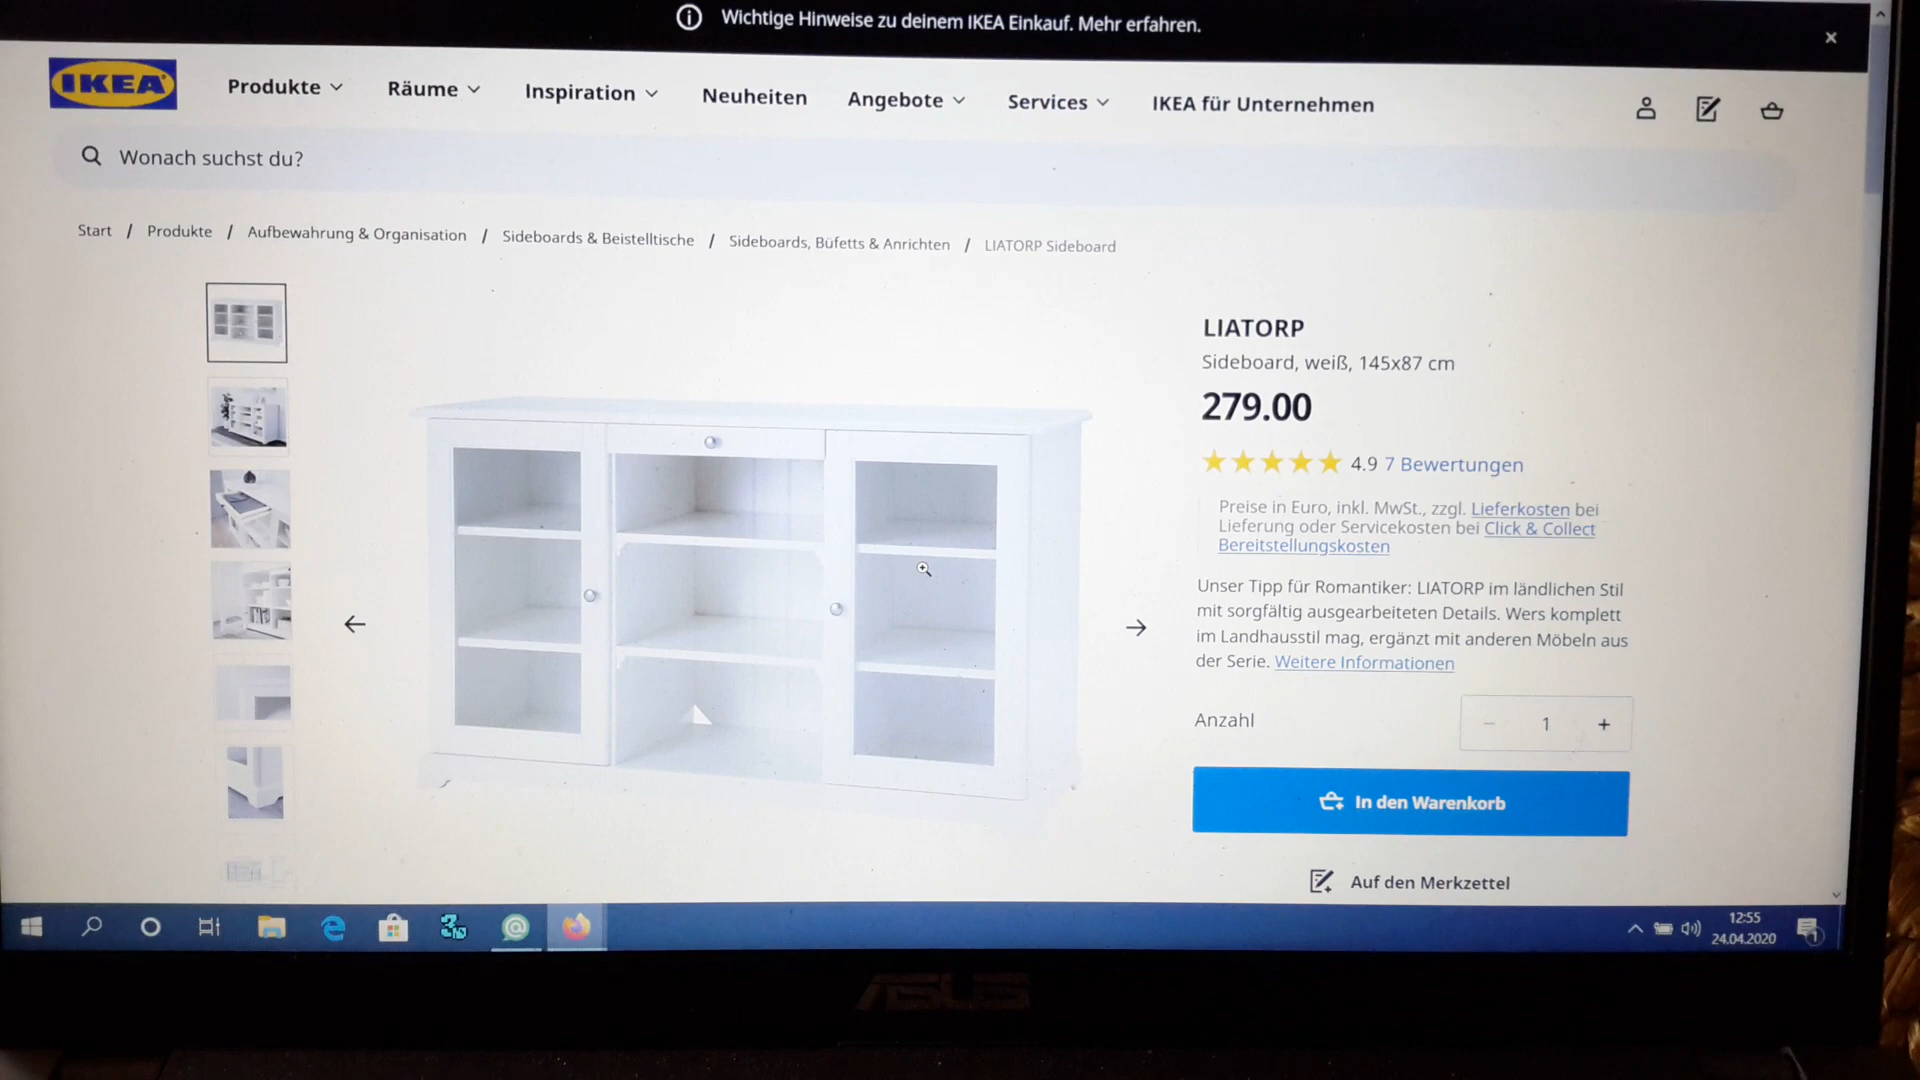 Wichtige Hinweise zu deinem IKEA Einkauf. Mehr erfahren.
IKEA
Produkte
Räume
Inspiration
Neuheiten
Angebote
Services
IKEA für Unternehmen
Wonach suchst du?
Start / Produkte / Aufbewahrung & Organisation / Sideboards & Beistelltische / Sideboards, Büfetts & Anrichten / LIATORP Sideboard
LIATORP
Sideboard, weiß, 145x87 cm
279.00
4.9 7 Bewertungen
Preise in Euro, inkl. MwSt., zzgl. Lieferkosten bei
Lieferung oder Servicekosten bei Click & Collect
Bereitstellungskosten
Unser Tipp für Romantiker: LIATORP im ländlichen Stil
mit sorgfältig ausgearbeiteten Details. Wers komplett
im Landhausstil mag, ergänzt mit anderen Möbeln aus
der Serie. Weitere Informationen
Anzahl
− 1 +
In den Warenkorb
Auf den Merkzettel
12:55
24.04.2020
1
ASUS